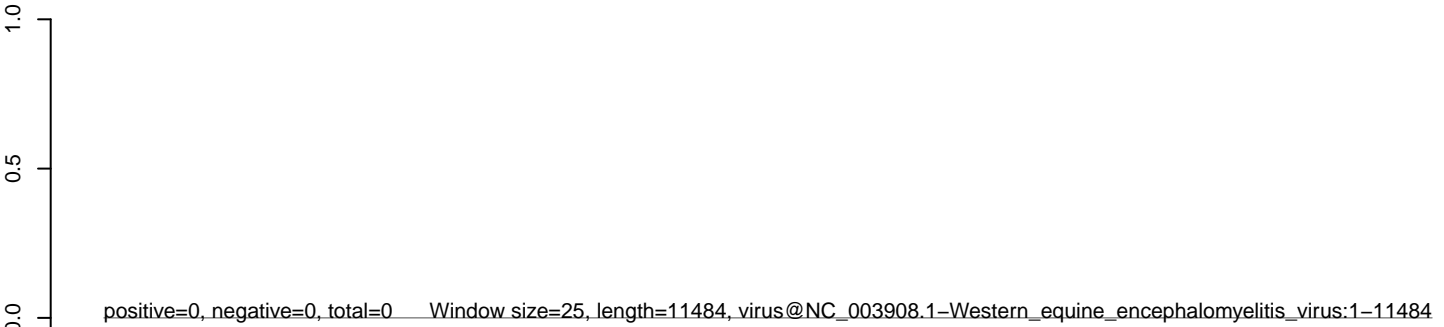 1.0
0.5
0.0
positive=0, negative=0, total=0 Window size=25, length=11484, virus@NC_003908.1−Western_equine_encephalomyelitis_virus:1−11484